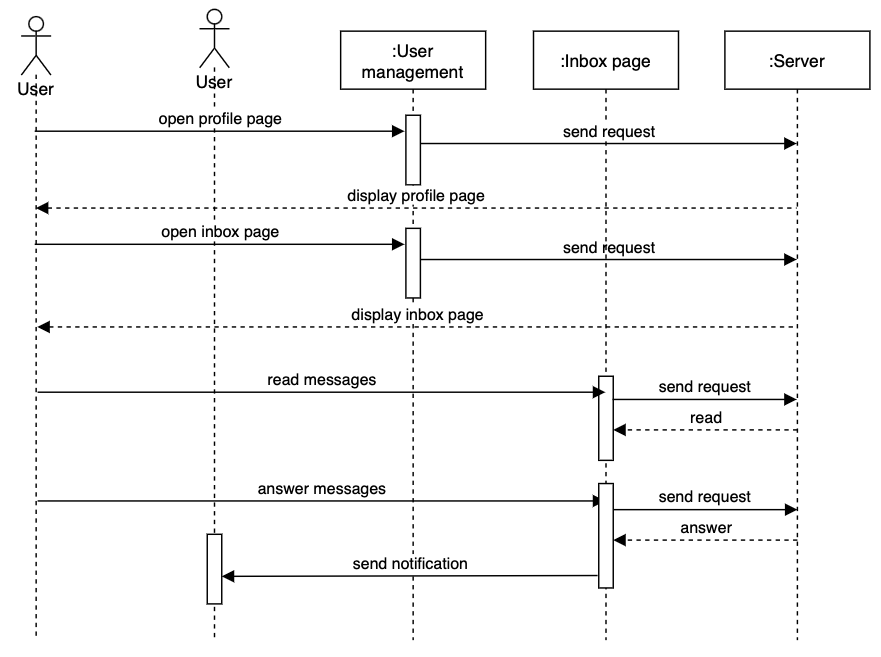 User
User
:User
management
:Inbox page
:Server
open profile page
send request
display profile page
open inbox page
send request
display inbox page
read messages
send request
read
answer messages
send request
answer
send notification